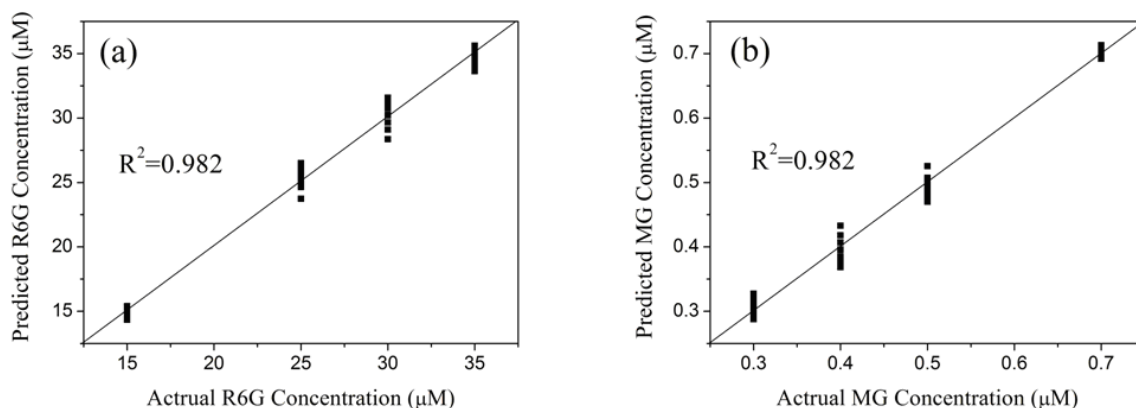 (a)
Predicted R6G Concentration (μM)
35
30
25
20
15
R²=0.982
15 20 25 30 35
Actrual R6G Concentration (μM)
(b)
Predicted MG Concentration (μM)
0.7
0.6
0.5
0.4
0.3
R²=0.982
0.3 0.4 0.5 0.6 0.7
Actrual MG Concentration (μM)